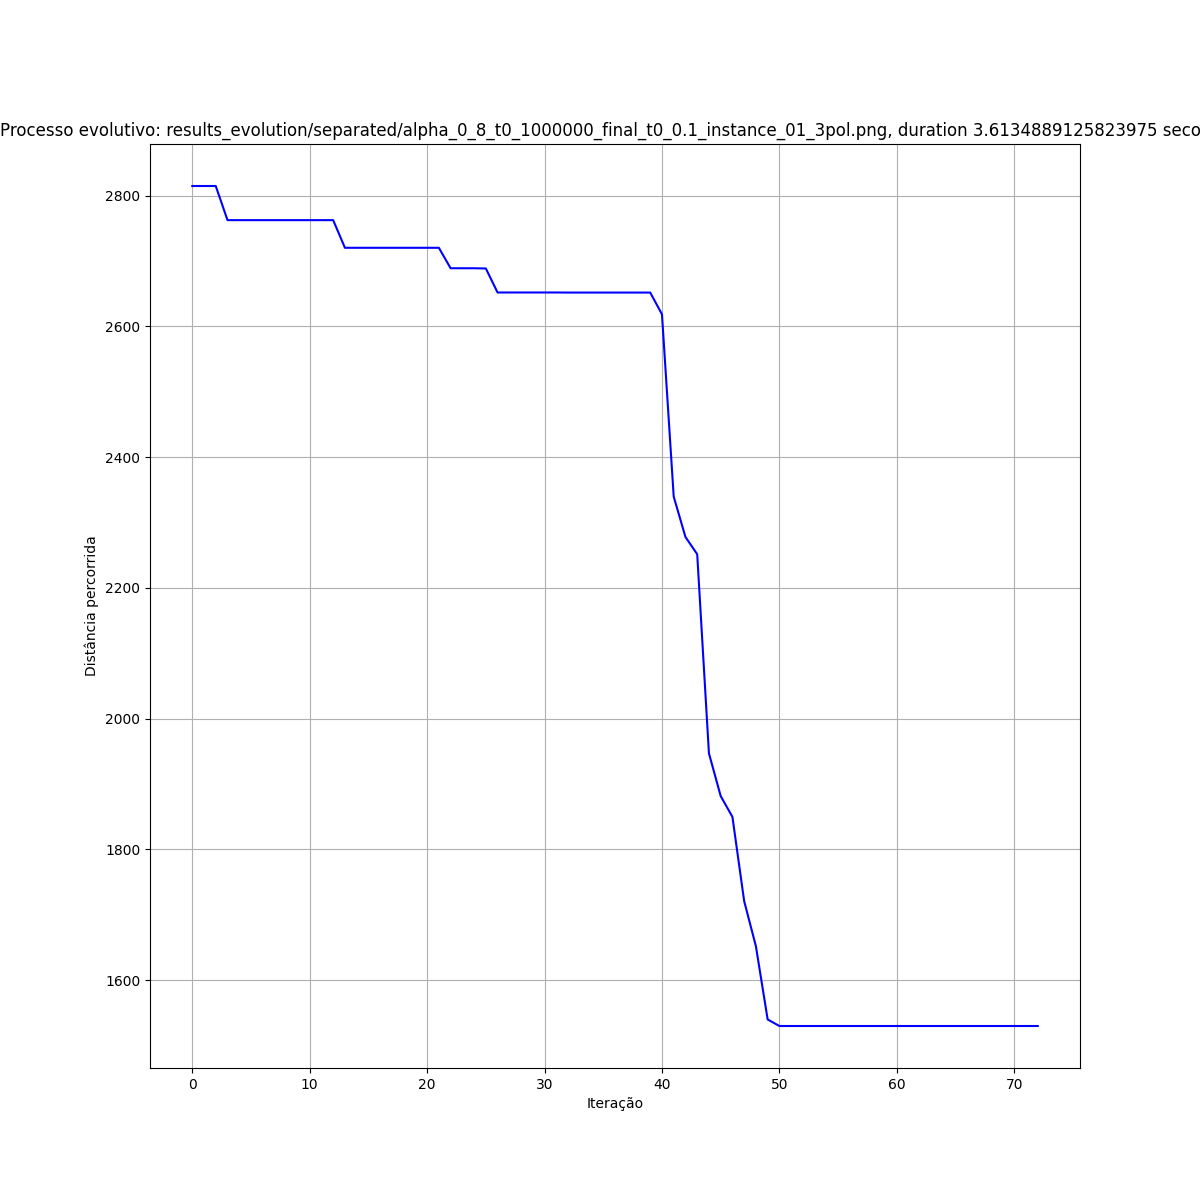 Processo evolutivo: results_evolution/separated/alpha_0_8_t0_1000000_final_t0_0.1_instance_01_3pol.png, duration 3.6134889125823975 seco
2800
2600
2400
2200
2000
1800
1600
Distância percorrida
0 10 20 30 40 50 60 70
Iteração